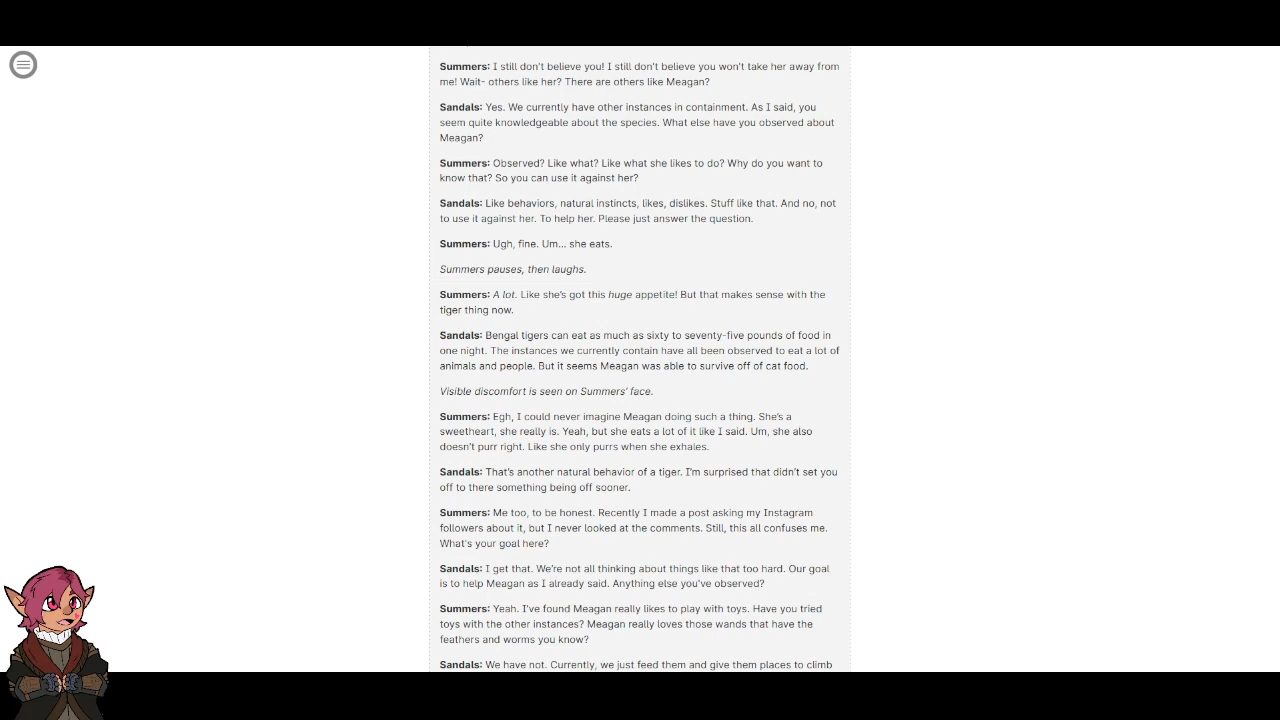 Summers: I still don't believe you! I still don't believe you won't take her away from
me! Wait- others like her? There are others like Meagan?
Sandals: Yes. We currently have other instances in containment. As I said, you
seem quite knowledgeable about the species. What else have you observed about
Meagan?
Summers: Observed? Like what? Like what she likes to do? Why do you want to
know that? So you can use it against her?
Sandals: Like behaviors, natural instincts, likes, dislikes. Stuff like that. And no, not
to use it against her. To help her. Please just answer the question.
Summers: Ugh, fine. Um... she eats.
Summers pauses, then laughs.
Summers: A lot. Like she's got this huge appetite! But that makes sense with the
tiger thing now.
Sandals: Bengal tigers can eat as much as sixty to seventy-five pounds of food in
one night. The instances we currently contain have all been observed to eat a lot of
animals and people. But it seems Meagan was able to survive off of cat food.
Visible discomfort is seen on Summers' face.
Summers: Egh, I could never imagine Meagan doing such a thing. She's a
sweetheart, she really is. Yeah, but she eats a lot of it like I said. Um, she also
doesn't purr right. Like she only purrs when she exhales.
Sandals: That's another natural behavior of a tiger. I'm surprised that didn't set you
off to there something being off sooner.
Summers: Me too, to be honest. Recently I made a post asking my Instagram
followers about it, but I never looked at the comments. Still, this all confuses me.
What's your goal here?
Sandals: I get that. We're not all thinking about things like that too hard. Our goal
is to help Meagan as I already said. Anything else you've observed?
Summers: Yeah. I've found Meagan really likes to play with toys. Have you tried
toys with the other instances? Meagan really loves those wands that have the
feathers and worms you know?
Sandals: We have not. Currently, we just feed them and give them places to climb